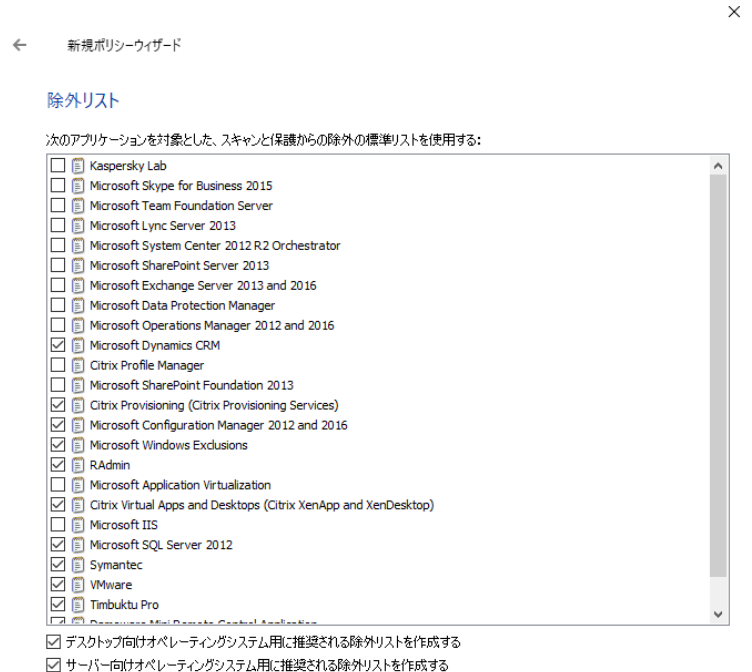 新規ポリシーウィザード
除外リスト
次のアプリケーションを対象とした、スキャンと保護からの除外の標準リストを使用する:
Kaspersky Lab
Microsoft Skype for Business 2015
Microsoft Team Foundation Server
Microsoft Lync Server 2013
Microsoft System Center 2012 R2 Orchestrator
Microsoft SharePoint Server 2013
Microsoft Exchange Server 2013 and 2016
Microsoft Data Protection Manager
Microsoft Operations Manager 2012 and 2016
Microsoft Dynamics CRM
Citrix Profile Manager
Microsoft SharePoint Foundation 2013
Citrix Provisioning (Citrix Provisioning Services)
Microsoft Configuration Manager 2012 and 2016
Microsoft Windows Exclusions
RAdmin
Microsoft Application Virtualization
Citrix Virtual Apps and Desktops (Citrix XenApp and XenDesktop)
Microsoft IIS
Microsoft SQL Server 2012
Symantec
VMware
Timbuktu Pro
Dameware Mini Remote Control Application
デスクトップ向けオペレーティングシステム用に推奨される除外リストを作成する
サーバー向けオペレーティングシステム用に推奨される除外リストを作成する